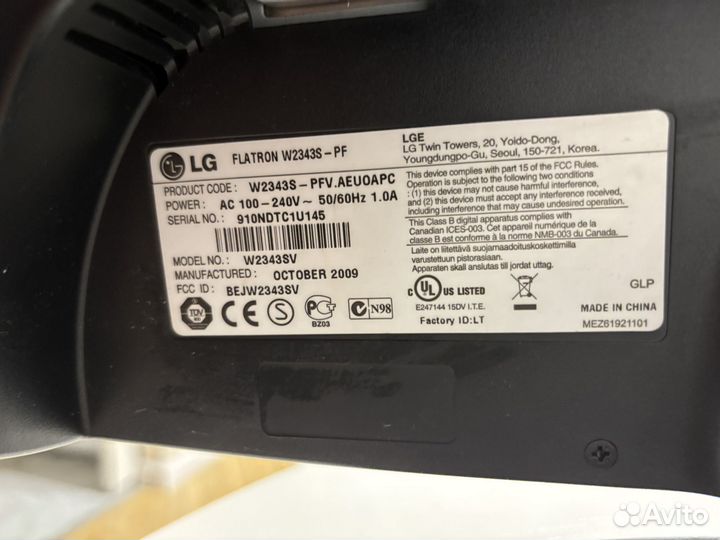 LG FLATRON W2343S-PF
PRODUCT CODE: W2343S-PFV.AEUOAPC
POWER: AC 100-240V~ 50/60Hz 1.0A
SERIAL NO.: 910NDTC1U145
MODEL NO.: W2343SV
MANUFACTURED: OCTOBER 2009
FCC ID: BEJW2343SV
CE
S
BZ03
N98
LGE
LG Twin Towers, 20, Yoido-Dong,
Youngdungpo-Gu, Seoul, 150-721, Korea.
This device complies with part 15 of the FCC Rules.
Operation is subject to the following two conditions
: (1) this device may not cause harmful interference,
and (2) this device must accept any interference received,
including interference that may cause undesired operation.
This Class B digital apparatus complies with
Canadian ICES-003. Cet appareil numérique de la
classe B est conforme à la norme NMB-003 du Canada.
Laite on liitettävä suojamaadoituskoskettimilla
varustettuun pistorasiaan.
Apparaten skall anslutas till jordat uttag.
c UL US LISTED
E247144 15DV I.T.E.
Factory ID:LT
GLP
MADE IN CHINA
MEZ61921101
Avito